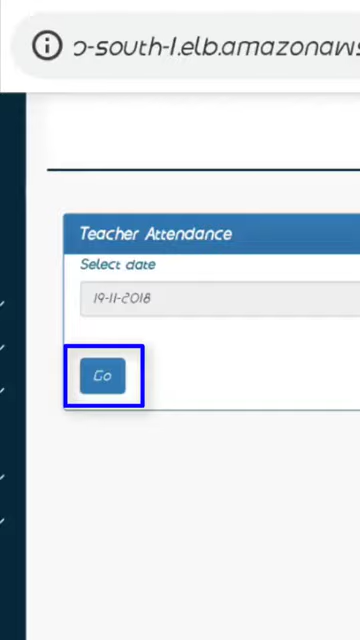 o-south-1.elb.amazonaws
Teacher Attendance
Select date
19-11-2018
Go